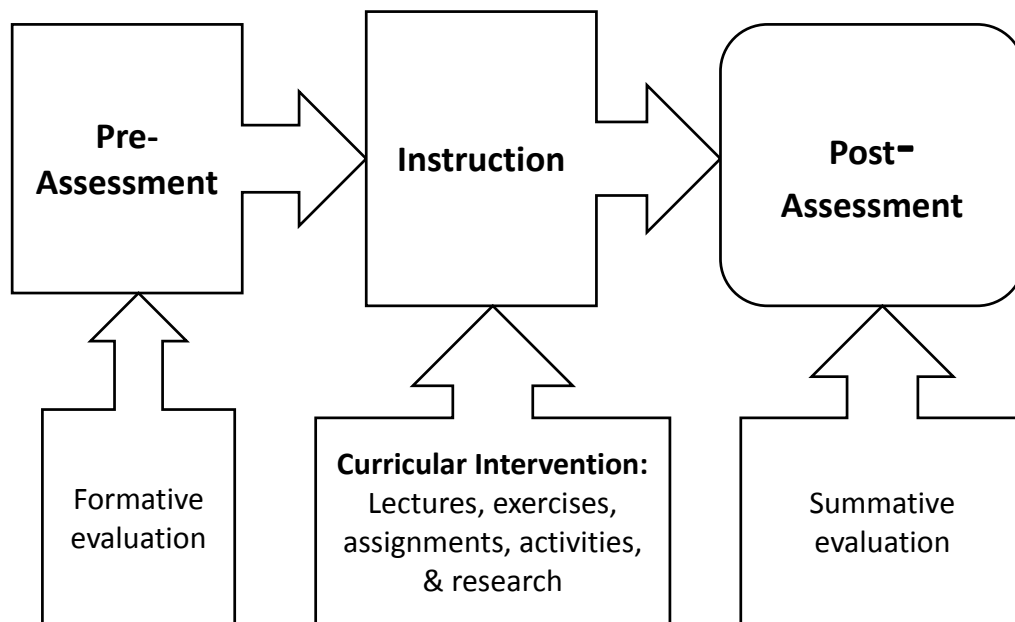 Pre-
Assessment
Instruction
Post-
Assessment
Formative
evaluation
Curricular Intervention:
Lectures, exercises,
assignments, activities,
& research
Summative
evaluation